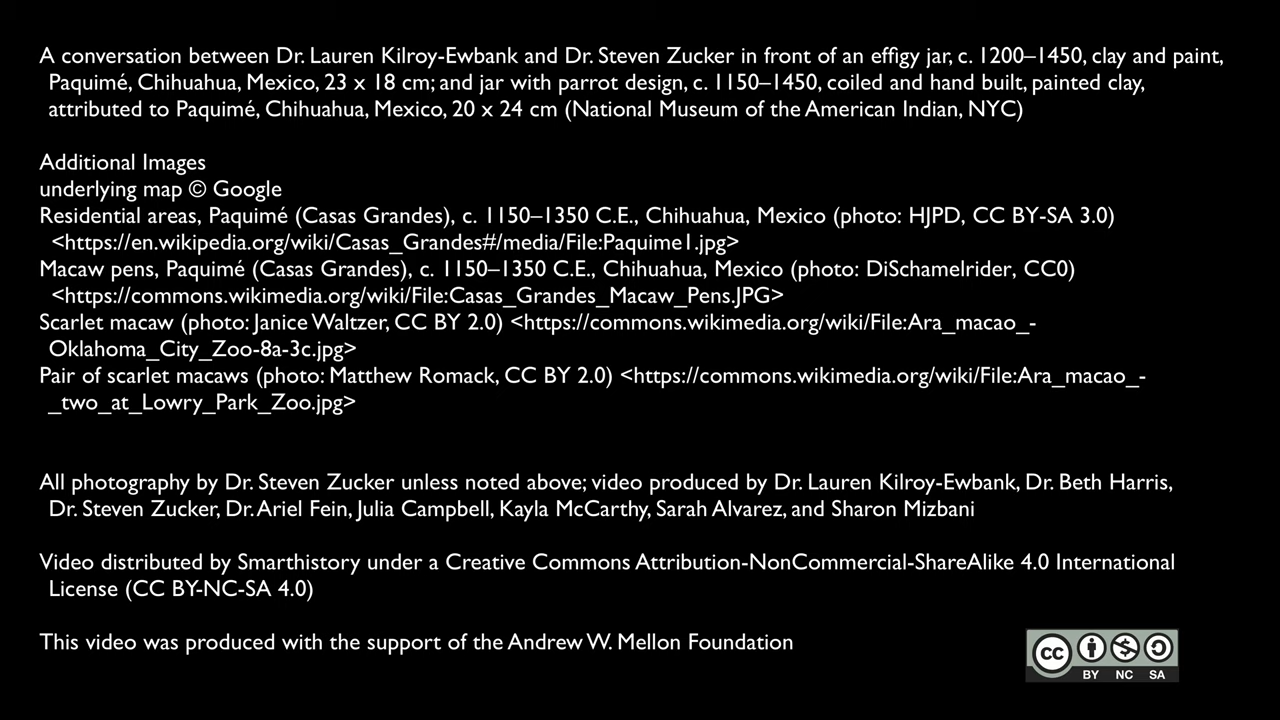 A conversation between Dr. Lauren Kilroy-Ewbank and Dr. Steven Zucker in front of an effigy jar, c. 1200–1450, clay and paint,
Paquimé, Chihuahua, Mexico, 23 x 18 cm; and jar with parrot design, c. 1150–1450, coiled and hand built, painted clay,
attributed to Paquimé, Chihuahua, Mexico, 20 x 24 cm (National Museum of the American Indian, NYC)
Additional Images
underlying map © Google
Residential areas, Paquimé (Casas Grandes), c. 1150–1350 C.E., Chihuahua, Mexico (photo: HJPD, CC BY-SA 3.0)
<https://en.wikipedia.org/wiki/Casas_Grandes#/media/File:Paquime1.jpg>
Macaw pens, Paquimé (Casas Grandes), c. 1150–1350 C.E., Chihuahua, Mexico (photo: DiSchamelrider, CC0)
<https://commons.wikimedia.org/wiki/File:Casas_Grandes_Macaw_Pens.JPG>
Scarlet macaw (photo: Janice Waltzer, CC BY 2.0) <https://commons.wikimedia.org/wiki/File:Ara_macao_-
Oklahoma_City_Zoo-8a-3c.jpg>
Pair of scarlet macaws (photo: Matthew Romack, CC BY 2.0) <https://commons.wikimedia.org/wiki/File:Ara_macao_-
_two_at_Lowry_Park_Zoo.jpg>
All photography by Dr. Steven Zucker unless noted above; video produced by Dr. Lauren Kilroy-Ewbank, Dr. Beth Harris,
Dr. Steven Zucker, Dr. Ariel Fein, Julia Campbell, Kayla McCarthy, Sarah Alvarez, and Sharon Mizbani
Video distributed by Smarthistory under a Creative Commons Attribution-NonCommercial-ShareAlike 4.0 International
License (CC BY-NC-SA 4.0)
This video was produced with the support of the Andrew W. Mellon Foundation
cc
BY NC SA